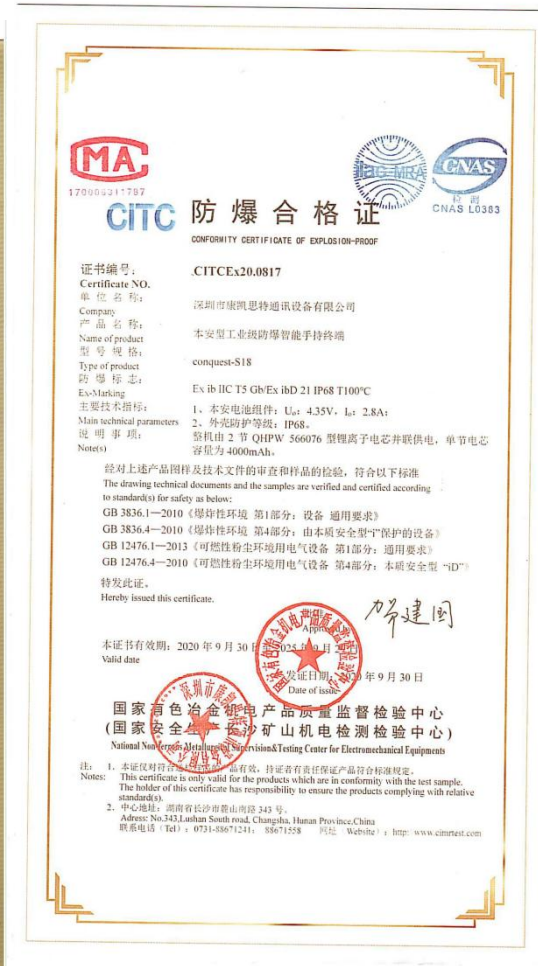 MA
170008011797
ilac-MRA
CNAS
检测
CNAS L0383
CITC 防爆合格证
CONFORMITY CERTIFICATE OF EXPLOSION-PROOF
证书编号: CITCEx20.0817
Certificate NO.
单位名称: 深圳市康凯思特通讯设备有限公司
Company
产品名称: 本安型工业级防爆智能手持终端
Name of product
型号规格: conquest-S18
Type of product
防爆标志: Ex ib IIC T5 Gb/Ex ibD 21 IP68 T100℃
Ex-Marking
主要技术指标: 1、本安电池组件: U₀: 4.35V, I₀: 2.8A;
Main technical parameters 2、外壳防护等级: IP68。
说明事项: 整机由 2 节 QHPW 566076 型锂离子电芯并联供电，单节电芯
Note(s) 容量为 4000mAh。
经对上述产品图样及技术文件的审查和样品的检验，符合以下标准
The drawing technical documents and the samples are verified and certified according
to standard(s) for safety as below:
GB 3836.1—2010《爆炸性环境 第1部分: 设备 通用要求》
GB 3836.4—2010《爆炸性环境 第4部分: 由本质安全型“i”保护的设备》
GB 12476.1—2013《可燃性粉尘环境用电气设备 第1部分: 通用要求》
GB 12476.4—2010《可燃性粉尘环境用电气设备 第4部分: 本质安全型 “iD”》
特发此证。
Hereby issued this certificate.
贺建国
Approved
本证书有效期: 2020 年 9 月 30 日 2025 年 9 月 29
Valid date
发证日期: 2020 年 9 月 30 日
Date of issue
国家有色冶金机电产品质量监督检验中心
(国家安全生产长沙矿山机电检测检验中心)
National Non-ferrous Metallurgical Supervision&Testing Center for Electromechanical Equipments
注: 1、本证仅对符合 产品有效，持证者有责任保证产品符合标准规定。
Notes: This certificate is only valid for the products which are in conformity with the test sample.
The holder of this certificate has responsibility to ensure the products complying with relative
standard(s).
2、中心地址: 湖南省长沙市麓山南路 343 号。
Adress: No.343,Lushan South road, Changsha, Hunan Province,China
联系电话（Tel）: 0731-88671241; 88671558 网址（Website）: http: www.cimrtest.com